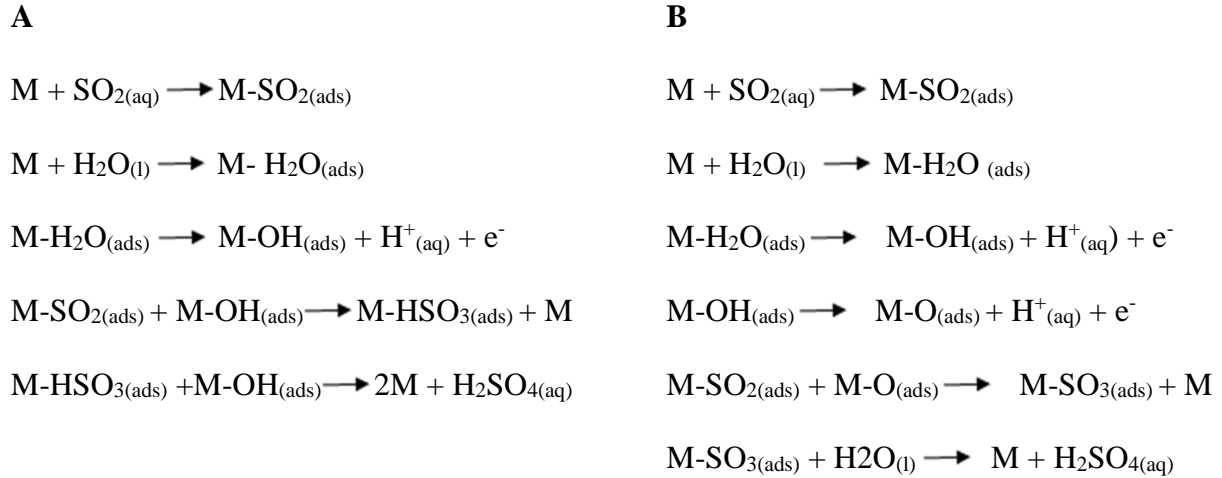 A
M + SO₂(aq) ⟶ M-SO₂(ads)
M + H₂O(l) ⟶ M- H₂O(ads)
M-H₂O(ads) ⟶ M-OH(ads) + H⁺(aq) + e⁻
M-SO₂(ads) + M-OH(ads) ⟶ M-HSO₃(ads) + M
M-HSO₃(ads) +M-OH(ads) ⟶ 2M + H₂SO₄(aq)
B
M + SO₂(aq) ⟶ M-SO₂(ads)
M + H₂O(l) ⟶ M-H₂O (ads)
M-H₂O(ads) ⟶ M-OH(ads) + H⁺(aq) + e⁻
M-OH(ads) ⟶ M-O(ads) + H⁺(aq) + e⁻
M-SO₂(ads) + M-O(ads) ⟶ M-SO₃(ads) + M
M-SO₃(ads) + H2O(l) ⟶ M + H₂SO₄(aq)